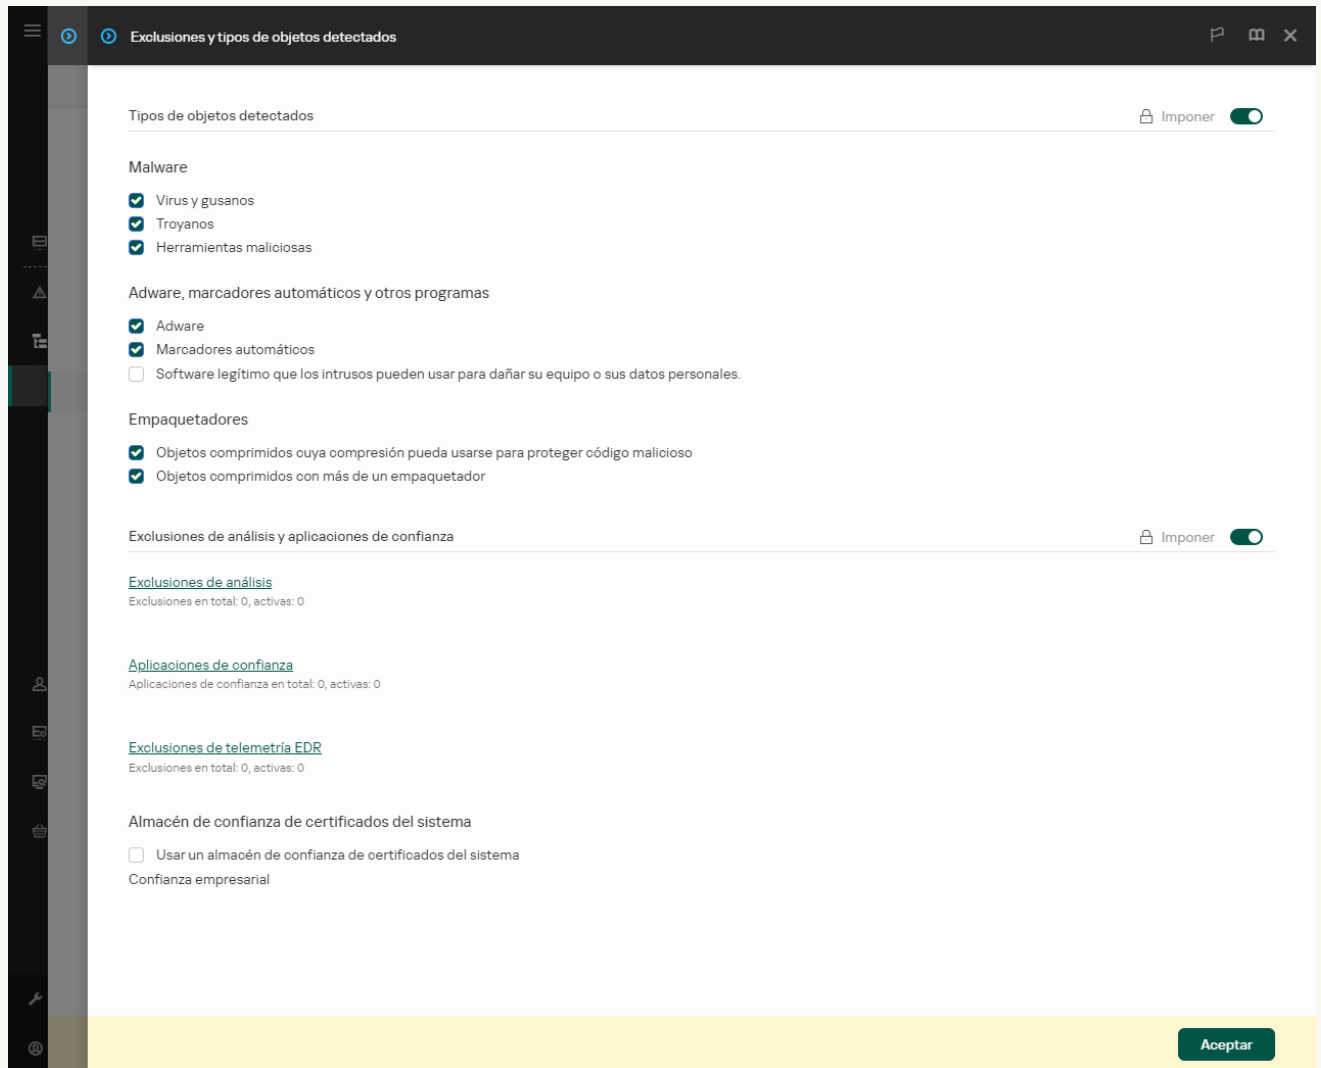 Exclusiones y tipos de objetos detectados
Tipos de objetos detectados
Imponer
Malware
Virus y gusanos
Troyanos
Herramientas maliciosas
Adware, marcadores automáticos y otros programas
Adware
Marcadores automáticos
Software legítimo que los intrusos pueden usar para dañar su equipo o sus datos personales.
Empaquetadores
Objetos comprimidos cuya compresión pueda usarse para proteger código malicioso
Objetos comprimidos con más de un empaquetador
Exclusiones de análisis y aplicaciones de confianza
Imponer
Exclusiones de análisis
Exclusiones en total: 0, activas: 0
Aplicaciones de confianza
Aplicaciones de confianza en total: 0, activas: 0
Exclusiones de telemetría EDR
Exclusiones en total: 0, activas: 0
Almacén de confianza de certificados del sistema
Usar un almacén de confianza de certificados del sistema
Confianza empresarial
Aceptar